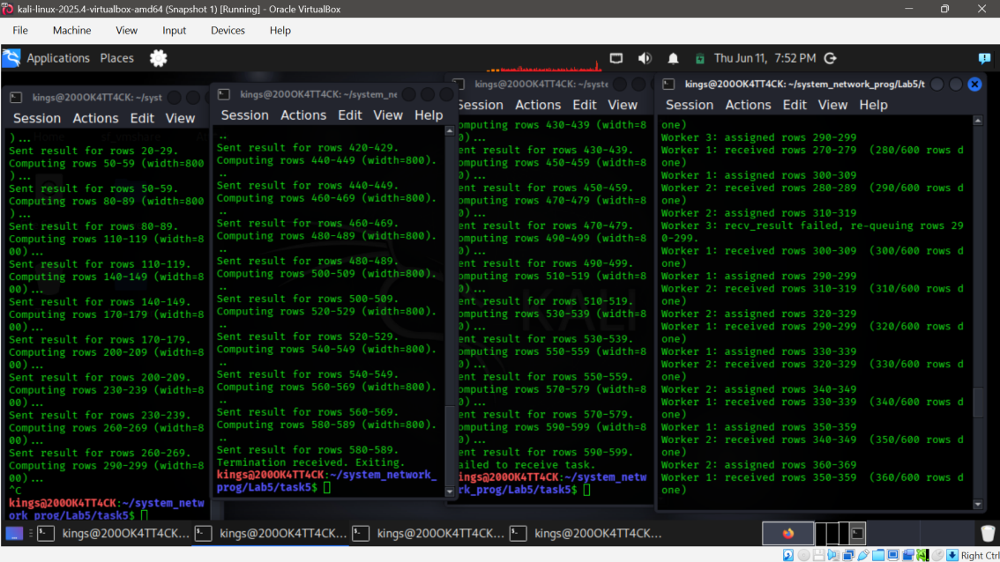 kali-linux-2025.4-virtualbox-amd64 (Snapshot 1) [Running] - Oracle VirtualBox
File Machine View Input Devices Help
Applications Places
Thu Jun 11, 7:52 PM
kings@200OK4TT4CK: ~/syst
Session Actions Edit View
)...
Sent result for rows 20-29.
Computing rows 50-59 (width=800
)...
Sent result for rows 50-59.
Computing rows 80-89 (width=800
)...
Sent result for rows 80-89.
Computing rows 110-119 (width=8
00)...
Sent result for rows 110-119.
Computing rows 140-149 (width=8
00)...
Sent result for rows 140-149.
Computing rows 170-179 (width=8
00)...
Sent result for rows 170-179.
Computing rows 200-209 (width=8
00)...
Sent result for rows 200-209.
Computing rows 230-239 (width=8
00)...
Sent result for rows 230-239.
Computing rows 260-269 (width=8
00)...
Sent result for rows 260-269.
Computing rows 290-299 (width=8
00)...
^C
kings@200OK4TT4CK:~/system_netw
ork_prog/Lab5/task5$
kings@200OK4TT4CK: ~/system_ne
Session Actions Edit View Help
..
Sent result for rows 420-429.
Computing rows 440-449 (width=800).
..
Sent result for rows 440-449.
Computing rows 460-469 (width=800).
..
Sent result for rows 460-469.
Computing rows 480-489 (width=800).
..
Sent result for rows 480-489.
Computing rows 500-509 (width=800).
..
Sent result for rows 500-509.
Computing rows 520-529 (width=800).
..
Sent result for rows 520-529.
Computing rows 540-549 (width=800).
..
Sent result for rows 540-549.
Computing rows 560-569 (width=800).
..
Sent result for rows 560-569.
Computing rows 580-589 (width=800).
..
Sent result for rows 580-589.
Termination received. Exiting.
kings@200OK4TT4CK:~/system_network_
prog/Lab5/task5$
kings@200OK4TT4CK: ~/syste
Session Actions Edit View
omputing rows 430-439 (width=8
0)...
ent result for rows 430-439.
omputing rows 450-459 (width=8
0)...
ent result for rows 450-459.
omputing rows 470-479 (width=8
0)...
ent result for rows 470-479.
omputing rows 490-499 (width=8
0)...
ent result for rows 490-499.
omputing rows 510-519 (width=8
0)...
ent result for rows 510-519.
omputing rows 530-539 (width=8
0)...
ent result for rows 530-539.
omputing rows 550-559 (width=8
0)...
ent result for rows 550-559.
omputing rows 570-579 (width=8
0)...
ent result for rows 570-579.
omputing rows 590-599 (width=8
0)...
ent result for rows 590-599.
ailed to receive task.
ings@200OK4TT4CK:~/system_netw
rk_prog/Lab5/task5$
kings@200OK4TT4CK: ~/system_network_prog/Lab5/t
Session Actions Edit View Help
one)
Worker 3: assigned rows 290-299
Worker 1: received rows 270-279 (280/600 rows d
one)
Worker 1: assigned rows 300-309
Worker 2: received rows 280-289 (290/600 rows d
one)
Worker 2: assigned rows 310-319
Worker 3: recv_result failed, re-queuing rows 29
0-299.
Worker 1: received rows 300-309 (300/600 rows d
one)
Worker 1: assigned rows 290-299
Worker 2: received rows 310-319 (310/600 rows d
one)
Worker 2: assigned rows 320-329
Worker 1: received rows 290-299 (320/600 rows d
one)
Worker 1: assigned rows 330-339
Worker 2: received rows 320-329 (330/600 rows d
one)
Worker 2: assigned rows 340-349
Worker 1: received rows 330-339 (340/600 rows d
one)
Worker 1: assigned rows 350-359
Worker 2: received rows 340-349 (350/600 rows d
one)
Worker 2: assigned rows 360-369
Worker 1: received rows 350-359 (360/600 rows d
one)
KALI
kings@200OK4TT4CK:... kings@200OK4TT4CK:... kings@200OK4TT4CK:... kings@200OK4TT4CK:...
Right Ctrl